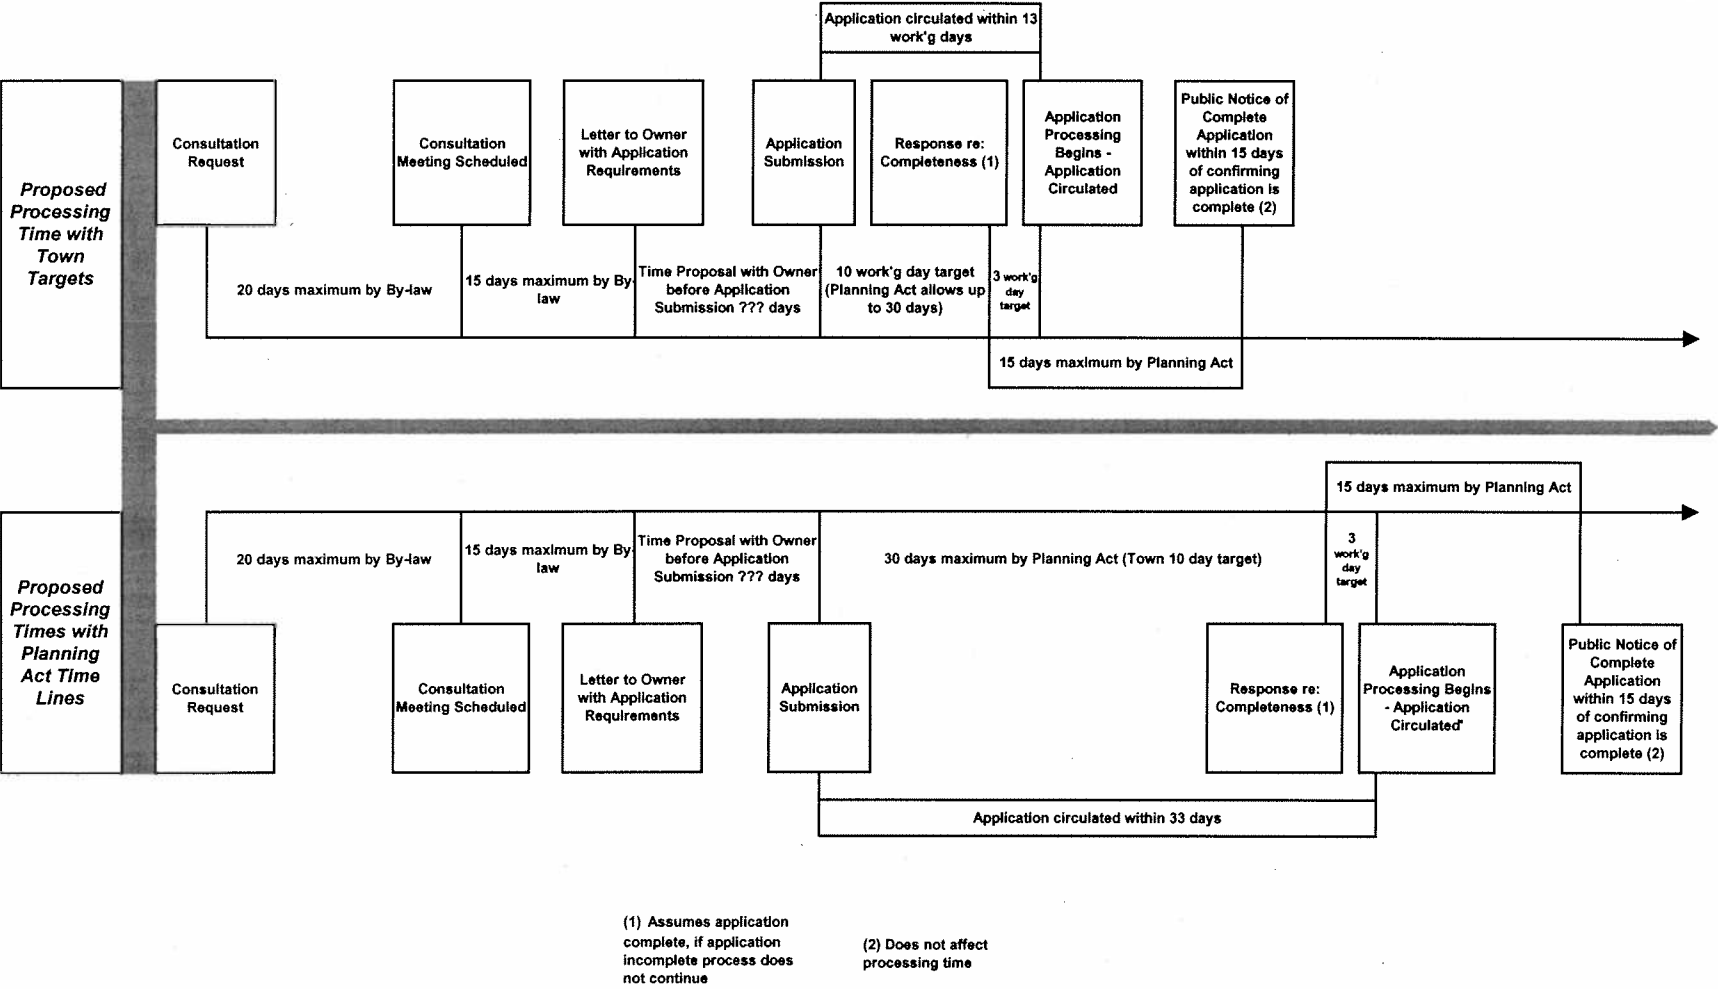 Application circulated within 13
work'g days
Proposed
Processing
Time with
Town
Targets
Consultation
Request
Consultation
Meeting Scheduled
Letter to Owner
with Application
Requirements
Application
Submission
Response re:
Completeness (1)
Application
Processing
Begins -
Application
Circulated
Public Notice of
Complete
Application
within 15 days
of confirming
application is
complete (2)
20 days maximum by By-law
15 days maximum by By-
law
Time Proposal with Owner
before Application
Submission ??? days
10 work'g day target
(Planning Act allows up
to 30 days)
3 work'g
day
target
15 days maximum by Planning Act
15 days maximum by Planning Act
Proposed
Processing
Times with
Planning
Act Time
Lines
20 days maximum by By-law
15 days maximum by By-
law
Time Proposal with Owner
before Application
Submission ??? days
30 days maximum by Planning Act (Town 10 day target)
3
work'g
day
target
Consultation
Request
Consultation
Meeting Scheduled
Letter to Owner
with Application
Requirements
Application
Submission
Response re:
Completeness (1)
Application
Processing Begins
- Application
Circulated"
Public Notice of
Complete
Application
within 15 days
of confirming
application is
complete (2)
Application circulated within 33 days
(1) Assumes application
complete, if application
incomplete process does
not continue
(2) Does not affect
processing time